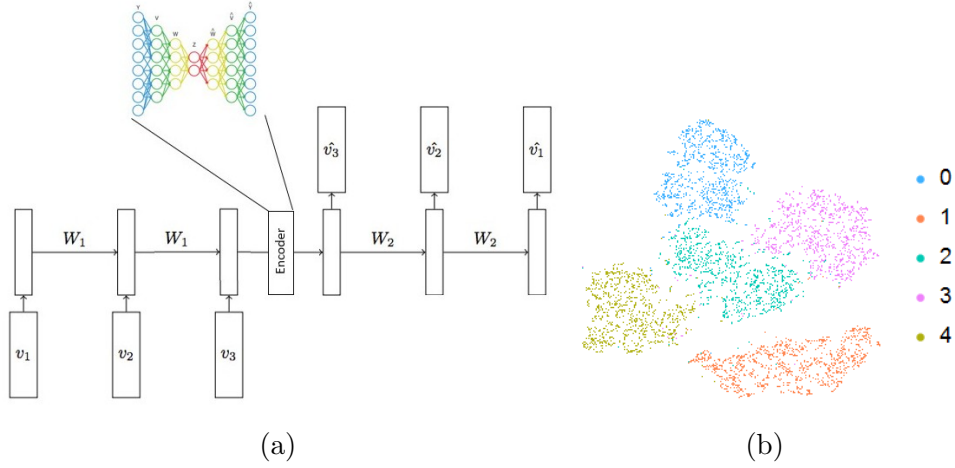 Y V W Z Ŵ V̂ Ŷ
v̂₃ v̂₂ v̂₁
W₁ W₁ Encoder W₂ W₂
v₁ v₂ v₃
0
1
2
3
4
(a) (b)